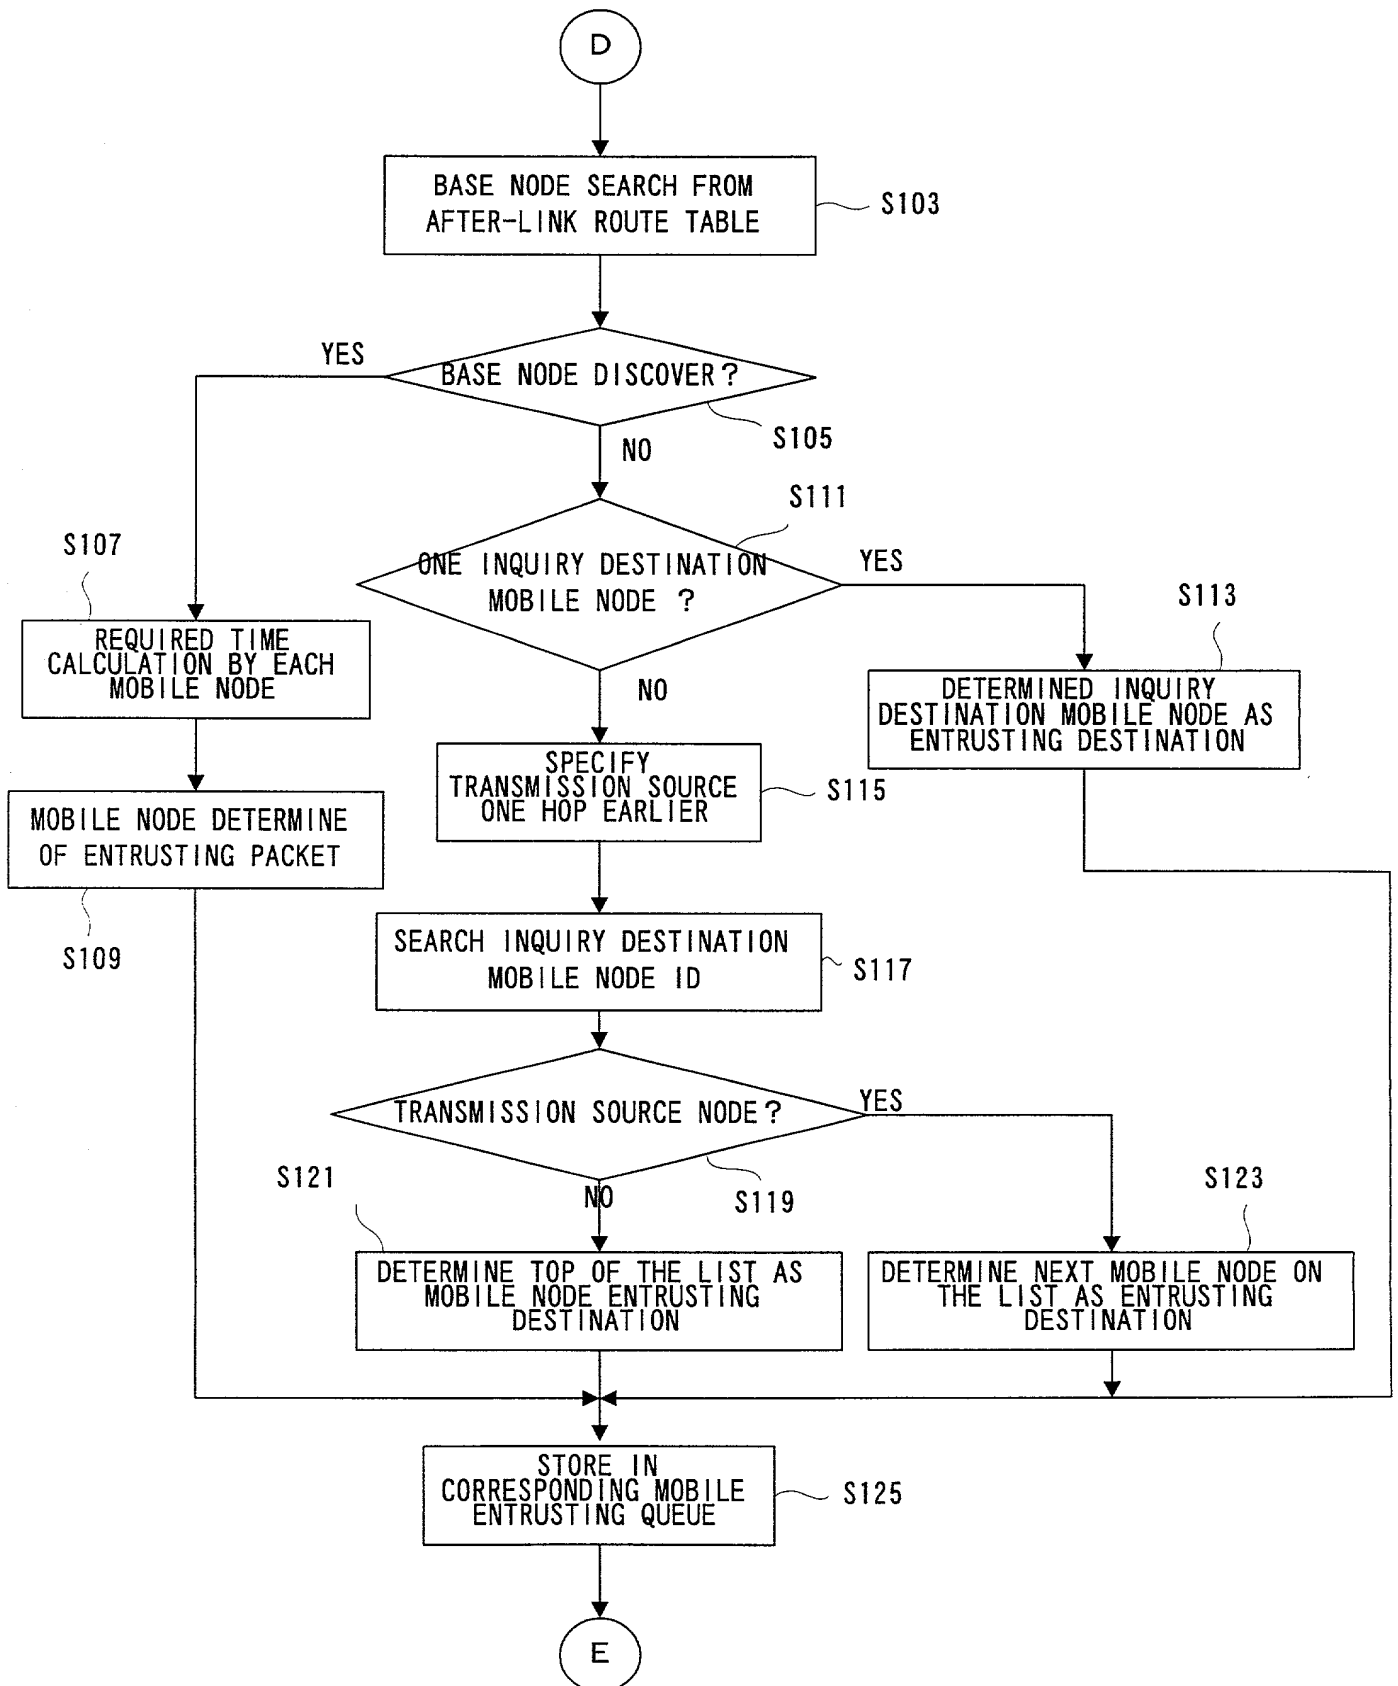 D
BASE NODE SEARCH FROM
AFTER-LINK ROUTE TABLE
S103
YES
BASE NODE DISCOVER?
S105
NO
S111
ONE INQUIRY DESTINATION
MOBILE NODE ?
YES
S107
REQUIRED TIME
CALCULATION BY EACH
MOBILE NODE
S113
DETERMINED INQUIRY
DESTINATION MOBILE NODE AS
ENTRUSTING DESTINATION
NO
SPECIFY
TRANSMISSION SOURCE
ONE HOP EARLIER
S115
MOBILE NODE DETERMINE
OF ENTRUSTING PACKET
S109
SEARCH INQUIRY DESTINATION
MOBILE NODE ID
S117
TRANSMISSION SOURCE NODE?
YES
S119
NO
S121
DETERMINE TOP OF THE LIST AS
MOBILE NODE ENTRUSTING
DESTINATION
S123
DETERMINE NEXT MOBILE NODE ON
THE LIST AS ENTRUSTING
DESTINATION
STORE IN
CORRESPONDING MOBILE
ENTRUSTING QUEUE
S125
E